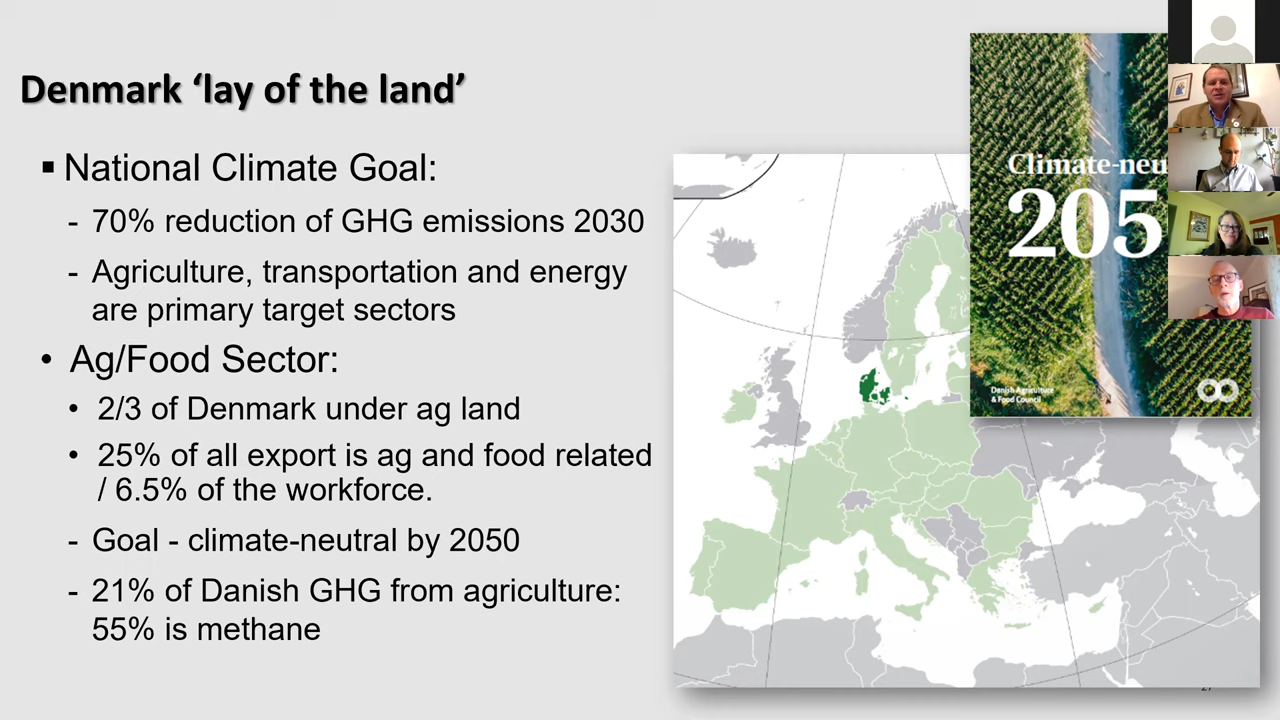 Denmark ‘lay of the land’
National Climate Goal:
- 70% reduction of GHG emissions 2030
- Agriculture, transportation and energy
are primary target sectors
• Ag/Food Sector:
• 2/3 of Denmark under ag land
• 25% of all export is ag and food related
/ 6.5% of the workforce.
- Goal - climate-neutral by 2050
- 21% of Danish GHG from agriculture:
55% is methane
Climate-neu
205
Danish Agriculture
& Food Council